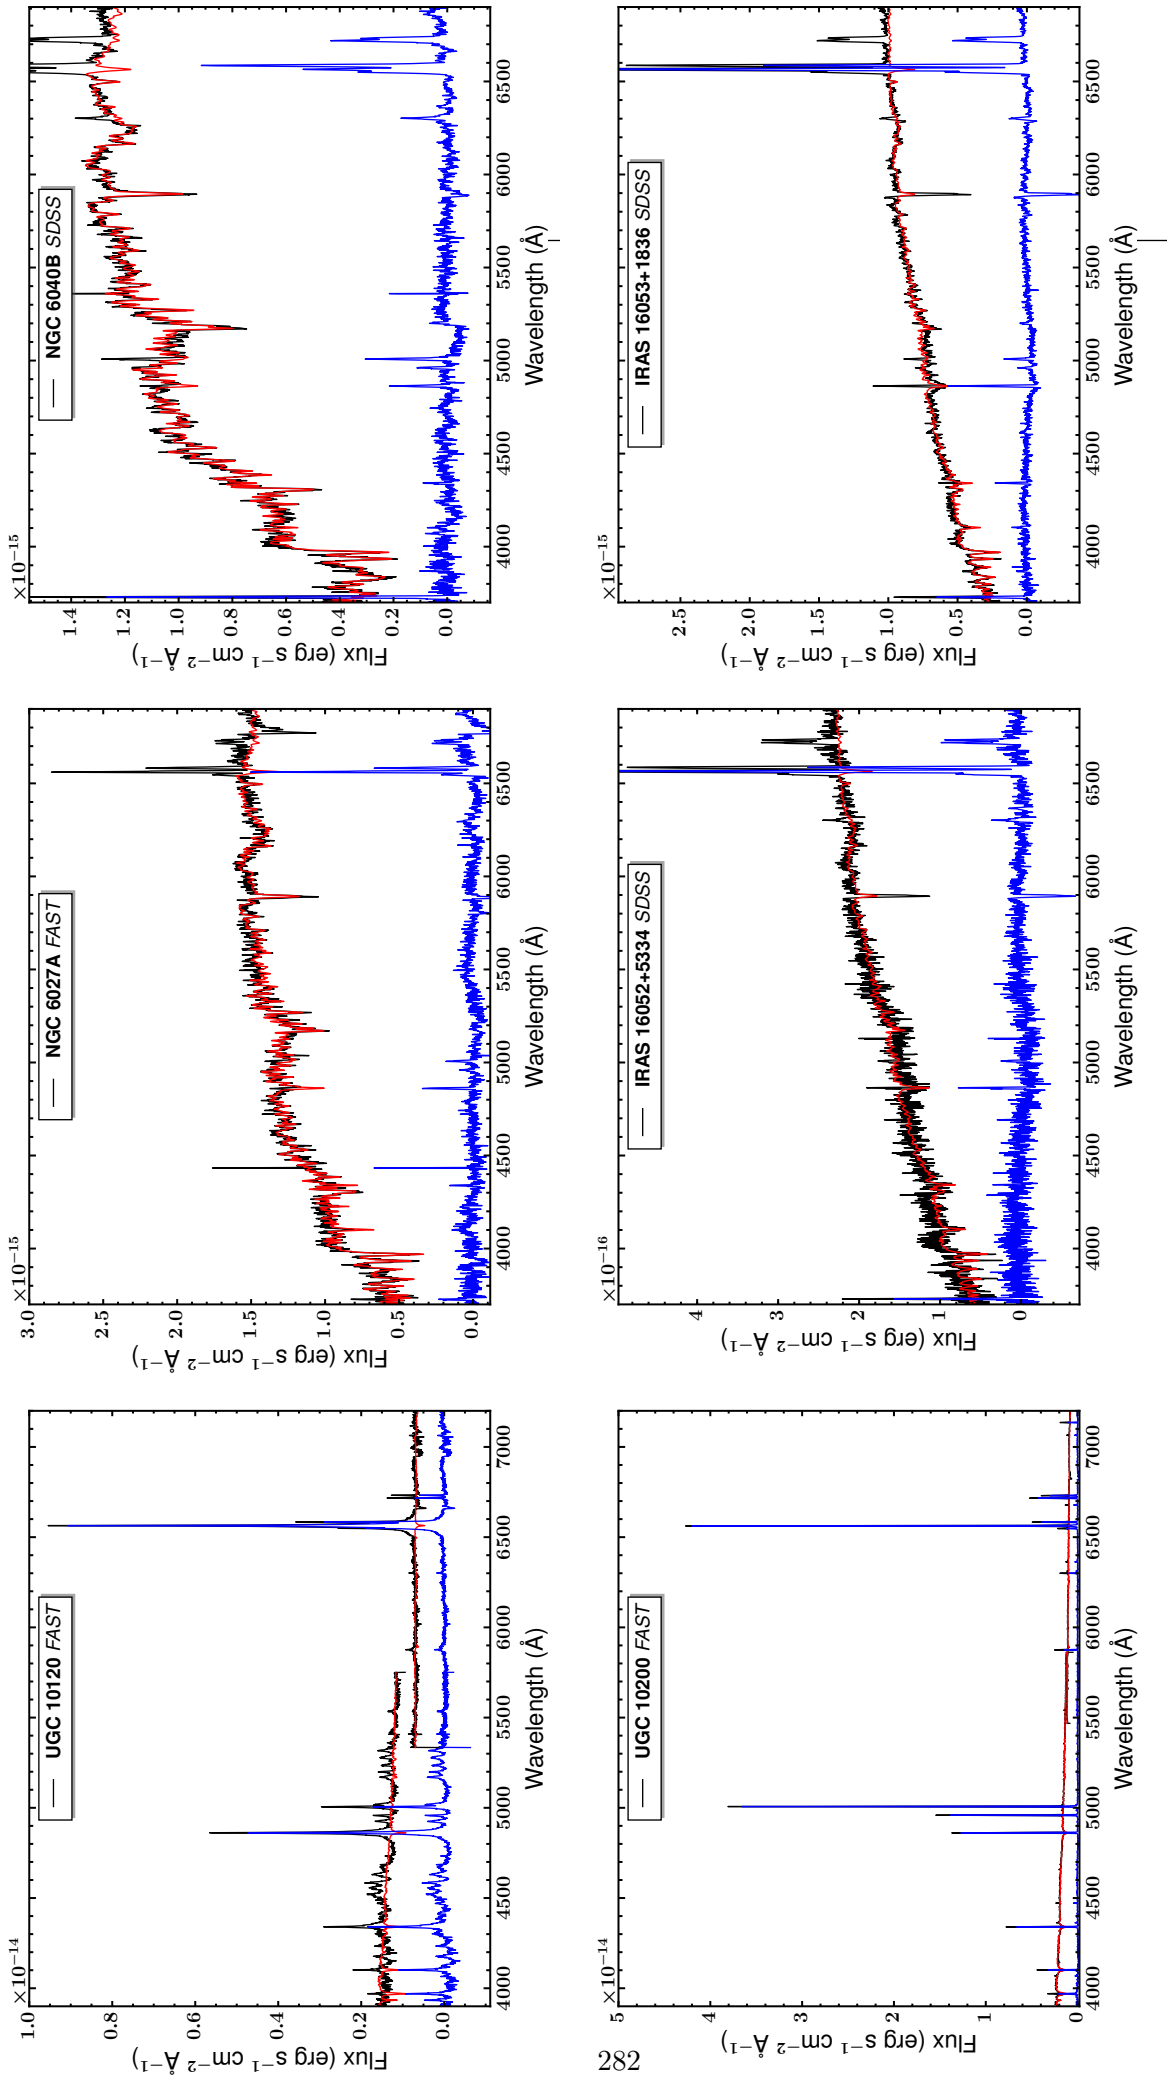 ×10⁻¹⁴
UGC 10120 FAST
Flux (erg s⁻¹ cm⁻² Å⁻¹)
1.0
0.8
0.6
0.4
0.2
0.0
4000 4500 5000 5500 6000 6500 7000
Wavelength (Å)
×10⁻¹⁵
NGC 6027A FAST
Flux (erg s⁻¹ cm⁻² Å⁻¹)
3.0
2.5
2.0
1.5
1.0
0.5
0.0
4000 4500 5000 5500 6000 6500
Wavelength (Å)
×10⁻¹⁵
NGC 6040B SDSS
Flux (erg s⁻¹ cm⁻² Å⁻¹)
1.4
1.2
1.0
0.8
0.6
0.4
0.2
0.0
4000 4500 5000 5500 6000 6500
Wavelength (Å)
×10⁻¹⁴
UGC 10200 FAST
Flux (erg s⁻¹ cm⁻² Å⁻¹)
5
4
3
2
1
0
4000 4500 5000 5500 6000 6500 7000
Wavelength (Å)
×10⁻¹⁶
IRAS 16052+5334 SDSS
Flux (erg s⁻¹ cm⁻² Å⁻¹)
4
3
2
1
0
4000 4500 5000 5500 6000 6500
Wavelength (Å)
×10⁻¹⁵
IRAS 16053+1836 SDSS
Flux (erg s⁻¹ cm⁻² Å⁻¹)
2.5
2.0
1.5
1.0
0.5
0.0
4000 4500 5000 5500 6000 6500
Wavelength (Å)
282